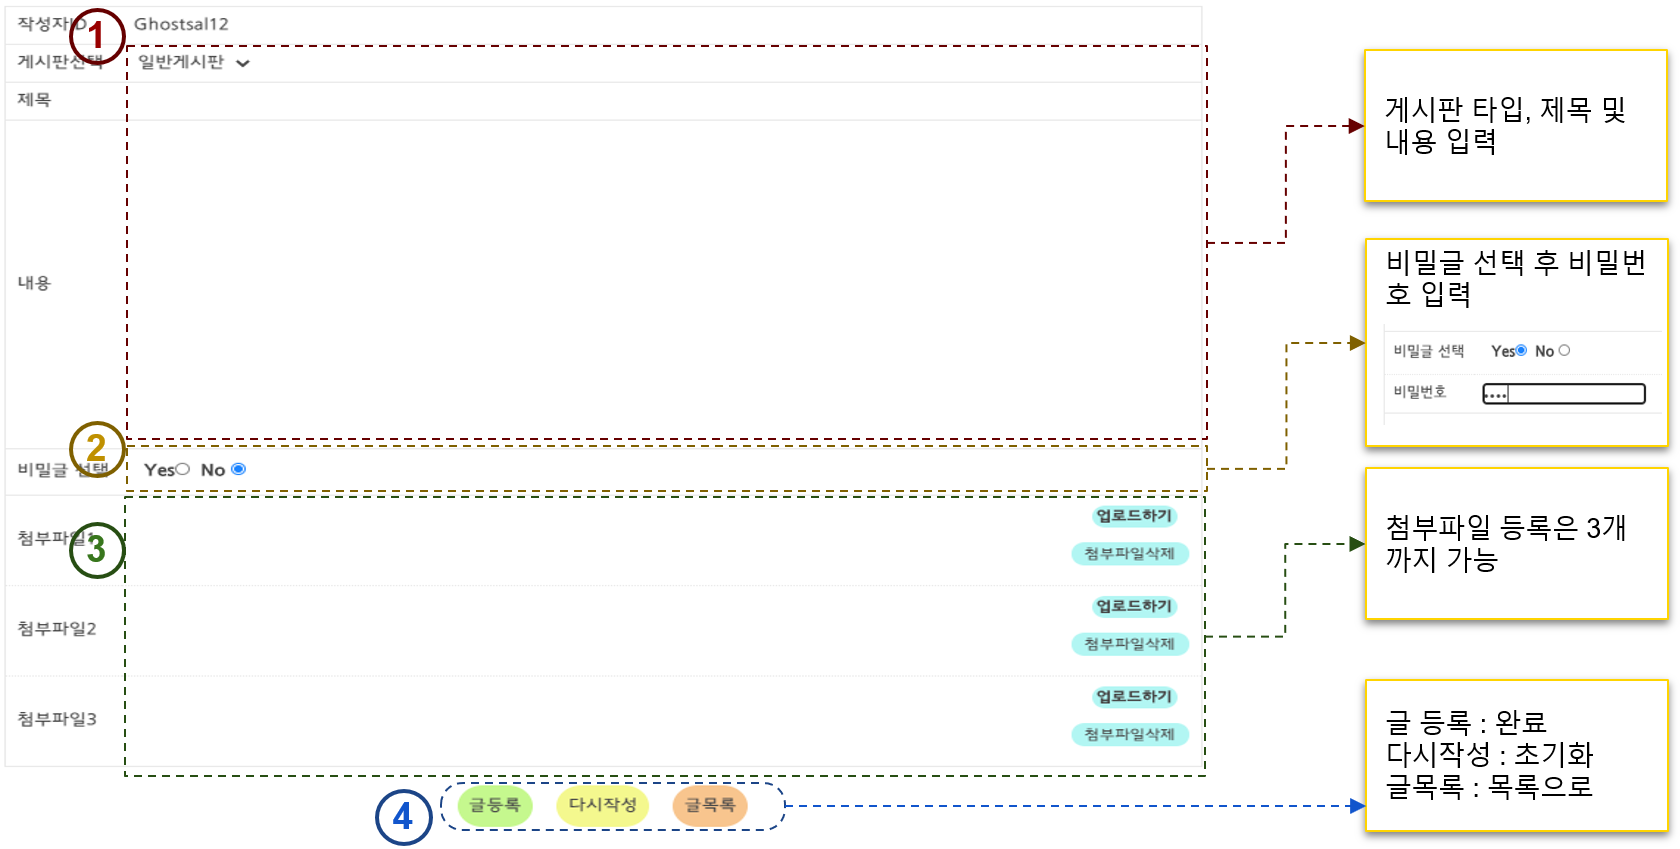 작성자ID
Ghostsal12
1
게시판선택
일반게시판
제목
내용
2
비밀글 선택
Yes No
3
첨부파일1
업로드하기
첨부파일삭제
첨부파일2
업로드하기
첨부파일삭제
첨부파일3
업로드하기
첨부파일삭제
4
글등록
다시작성
글목록
게시판 타입, 제목 및
내용 입력
비밀글 선택 후 비밀번
호 입력
비밀글 선택 Yes No
비밀번호 ····
첨부파일 등록은 3개
까지 가능
글 등록 : 완료
다시작성 : 초기화
글목록 : 목록으로